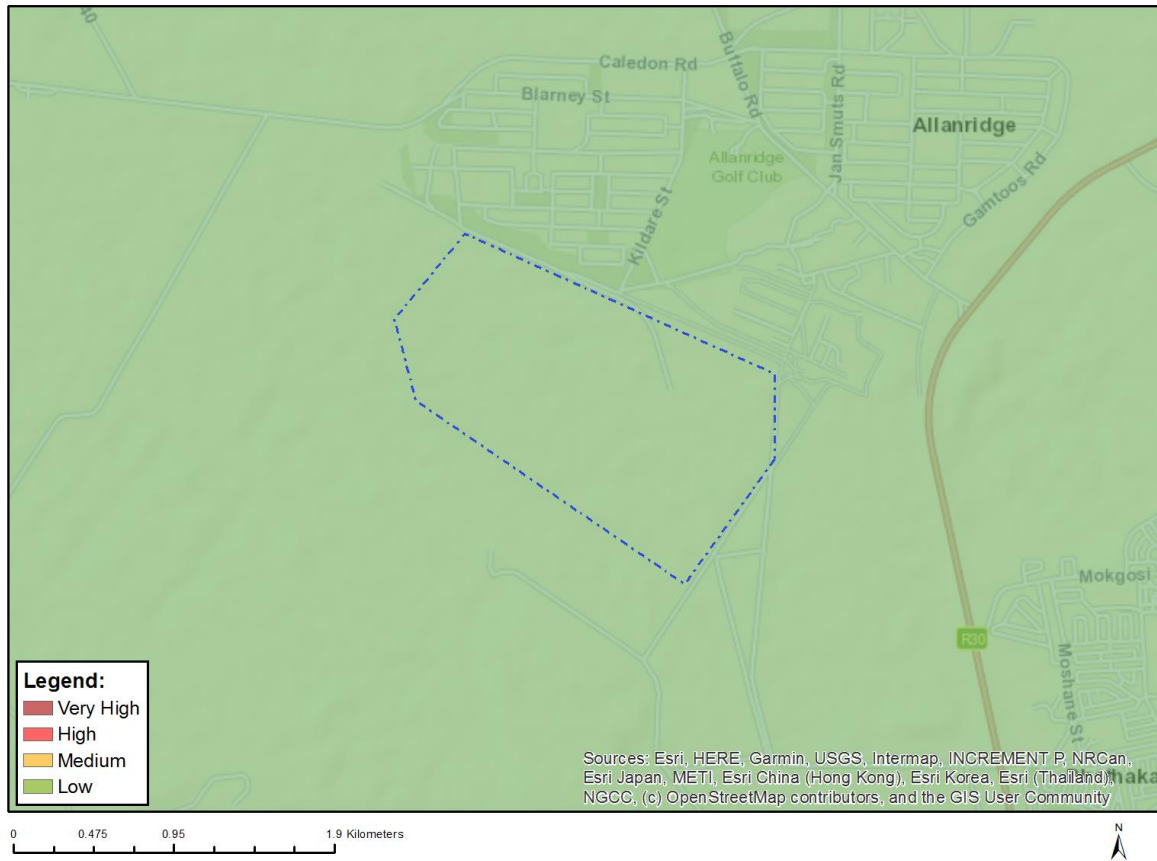 40
Caledon Rd
Buffalo Rd
Blarney St
Jan Smuts Rd
Allanridge
Allanridge
Golf Club
Gamtoos Rd
Kildare St
Mokgosi
R30
Moshane St
Legend:
Very High
High
Medium
Low
Sources: Esri, HERE, Garmin, USGS, Intermap, INCREMENT P, NRCan,
Esri Japan, METI, Esri China (Hong Kong), Esri Korea, Esri (Thailand),
NGCC, (c) OpenStreetMap contributors, and the GIS User Community
0 0.475 0.95 1.9 Kilometers
N